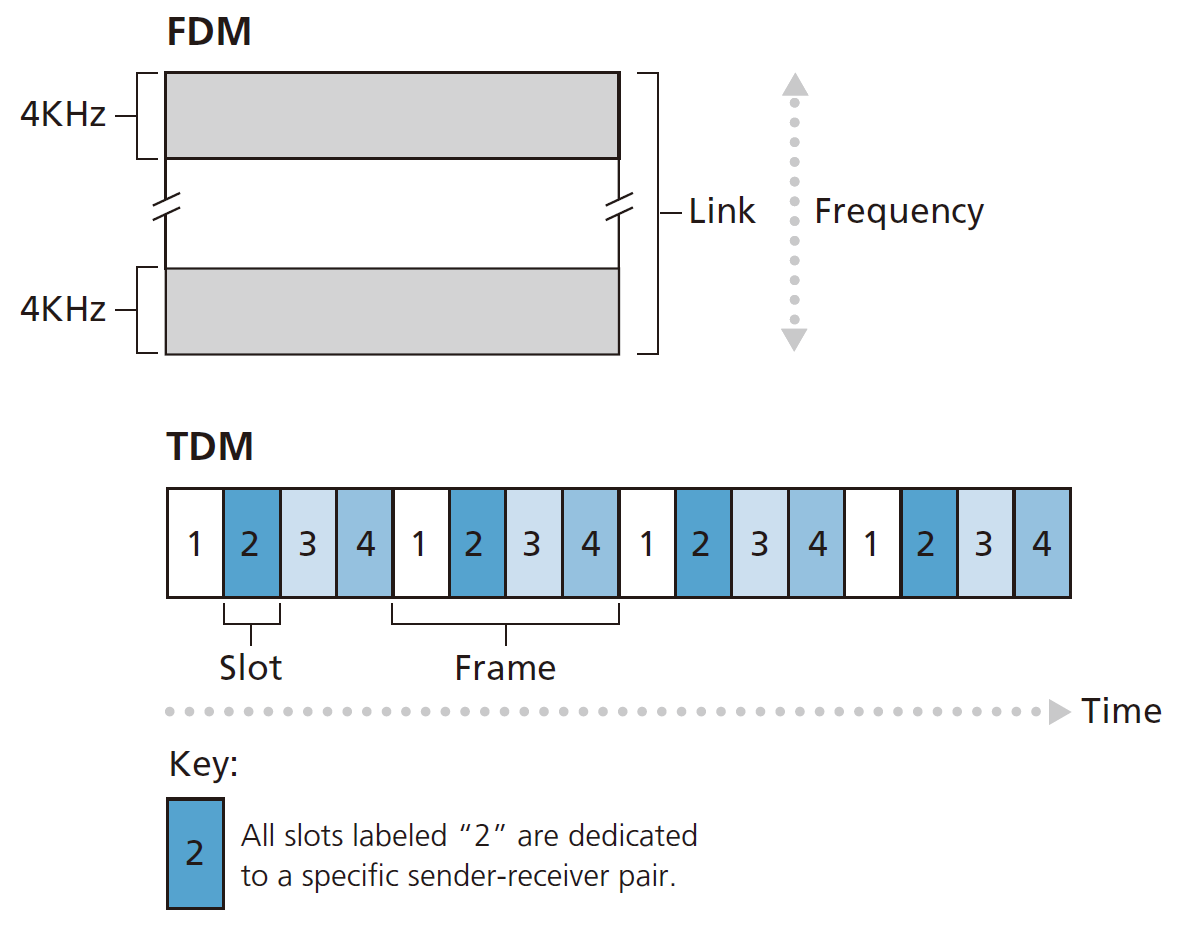 FDM
4KHz
Link
Frequency
4KHz
TDM
1 2 3 4 1 2 3 4 1 2 3 4 1 2 3 4
Slot
Frame
Time
Key:
2
All slots labeled “2” are dedicated
to a specific sender-receiver pair.